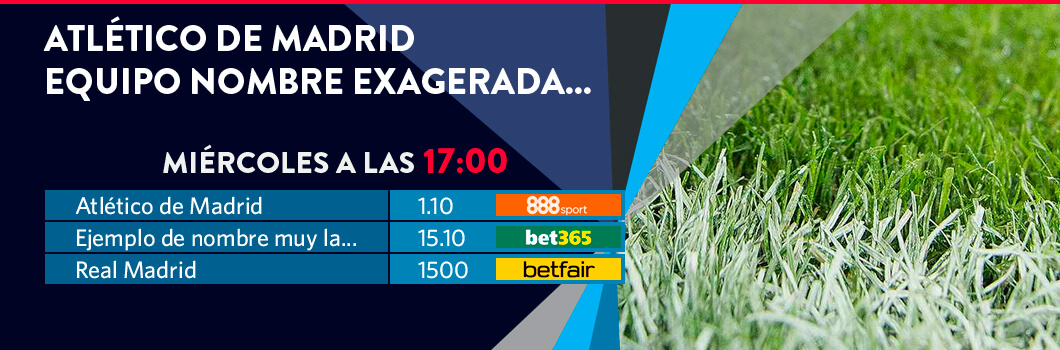 ATLÉTICO DE MADRID
EQUIPO NOMBRE EXAGERADA...
MIÉRCOLES A LAS 17:00
Atlético de Madrid 1.10 888sport
Ejemplo de nombre muy la... 15.10 bet365
Real Madrid 1500 betfair